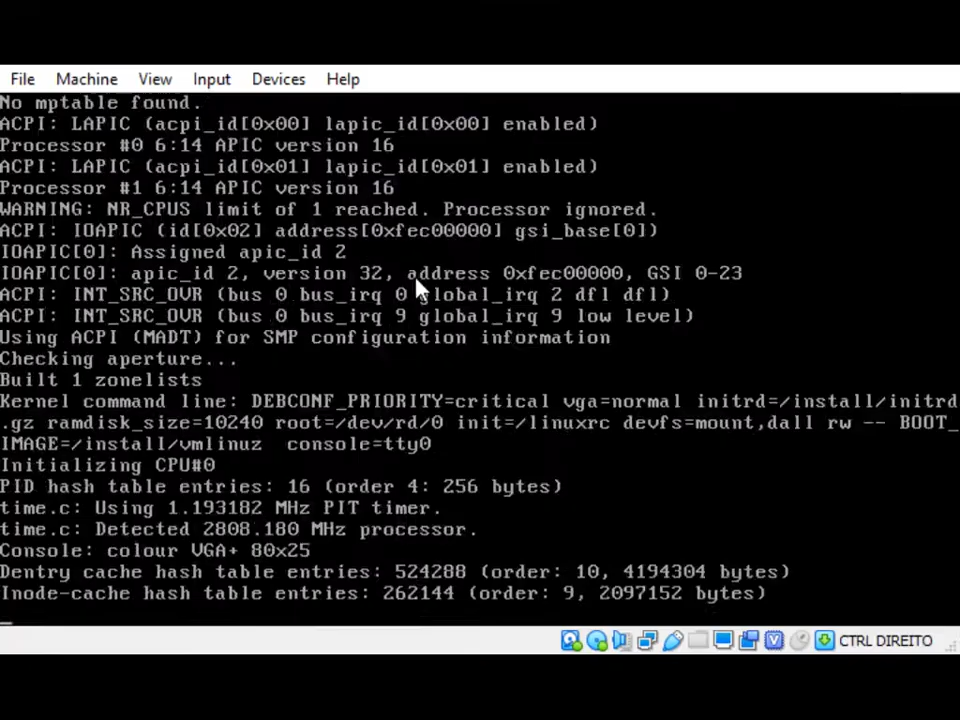 File Machine View Input Devices Help
No mptable found.
ACPI: LAPIC (acpi_id[0x00] lapic_id[0x00] enabled)
Processor #0 6:14 APIC version 16
ACPI: LAPIC (acpi_id[0x01] lapic_id[0x01] enabled)
Processor #1 6:14 APIC version 16
WARNING: NR_CPUS limit of 1 reached. Processor ignored.
ACPI: IOAPIC (id[0x02] address[0xfec00000] gsi_base[0])
IOAPIC[0]: Assigned apic_id 2
IOAPIC[0]: apic_id 2, version 32, address 0xfec00000, GSI 0-23
ACPI: INT_SRC_OVR (bus 0 bus_irq 0 global_irq 2 dfl dfl)
ACPI: INT_SRC_OVR (bus 0 bus_irq 9 global_irq 9 low level)
Using ACPI (MADT) for SMP configuration information
Checking aperture...
Built 1 zonelists
Kernel command line: DEBCONF_PRIORITY=critical vga=normal initrd=/install/initrd
.gz ramdisk_size=10240 root=/dev/rd/0 init=/linuxrc devfs=mount,dall rw -- BOOT_
IMAGE=/install/vmlinuz  console=tty0
Initializing CPU#0
PID hash table entries: 16 (order 4: 256 bytes)
time.c: Using 1.193182 MHz PIT timer.
time.c: Detected 2808.180 MHz processor.
Console: colour VGA+ 80x25
Dentry cache hash table entries: 524288 (order: 10, 4194304 bytes)
Inode-cache hash table entries: 262144 (order: 9, 2097152 bytes)
CTRL DIREITO